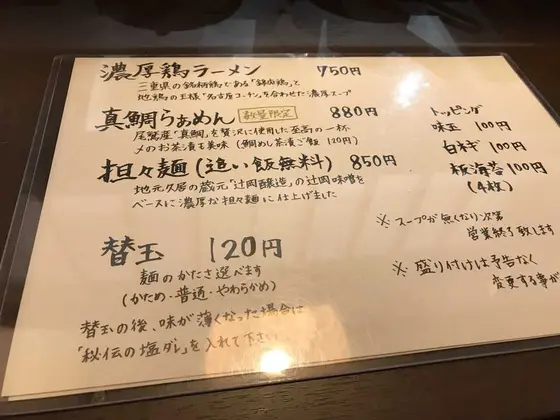 濃厚鶏ラーメン 750円
三重県の銘柄鶏である「錦爽鶏」と
地鶏の王様"名古屋コーチン"を合わせた濃厚スープ
真鯛らぁめん 数量限定 880円
尾鷲産「真鯛」を贅沢に使用した至高の一杯
〆のお茶漬も美味(鯛めし茶漬ご飯 120円)
担々麺(追い飯無料) 850円
地元久居の蔵元「辻岡醸造」の辻岡味噌を
ベースに濃厚な担々麺に仕上げました
替玉 120円
麺のかたさ選べます
(かため・普通・やわらかめ)
替玉の後、味が薄くなった場合は
「秘伝の塩ダレ」を入れて下さい
トッピング
味玉 100円
白ネギ 100円
板海苔 100円
(4枚)
※スープが無くなり次第
営業終了致します
※盛り付けは予告なく
変更する事が